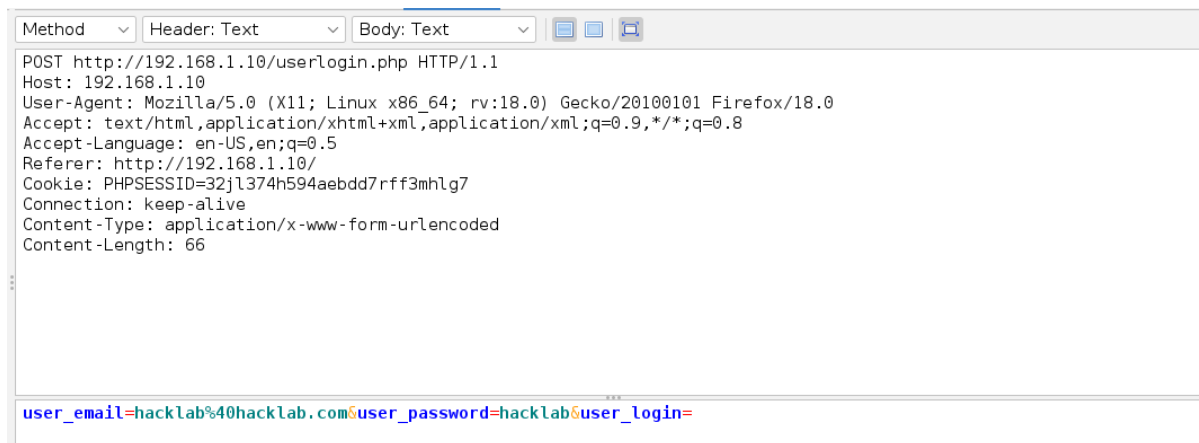 Method Header: Text Body: Text
POST http://192.168.1.10/userlogin.php HTTP/1.1
Host: 192.168.1.10
User-Agent: Mozilla/5.0 (X11; Linux x86_64; rv:18.0) Gecko/20100101 Firefox/18.0
Accept: text/html,application/xhtml+xml,application/xml;q=0.9,*/*;q=0.8
Accept-Language: en-US,en;q=0.5
Referer: http://192.168.1.10/
Cookie: PHPSESSID=32jl374h594aebdd7rff3mhlg7
Connection: keep-alive
Content-Type: application/x-www-form-urlencoded
Content-Length: 66
user_email=hacklab%40hacklab.com&user_password=hacklab&user_login=